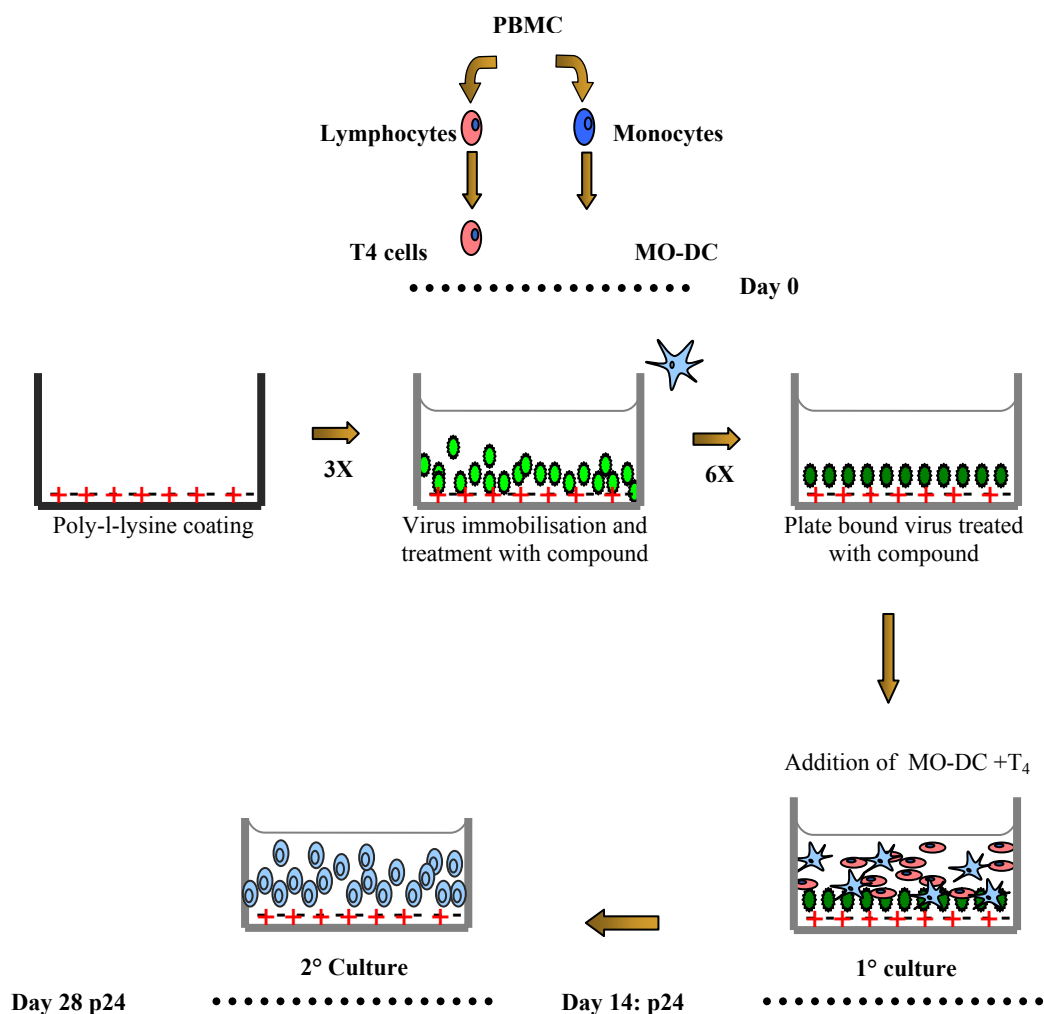 PBMC
Lymphocytes
Monocytes
T4 cells
MO-DC
Day 0
3X
6X
Poly-l-lysine coating
Virus immobilisation and
treatment with compound
Plate bound virus treated
with compound
Addition of MO-DC +T4
2° Culture
1° culture
Day 28 p24
Day 14: p24